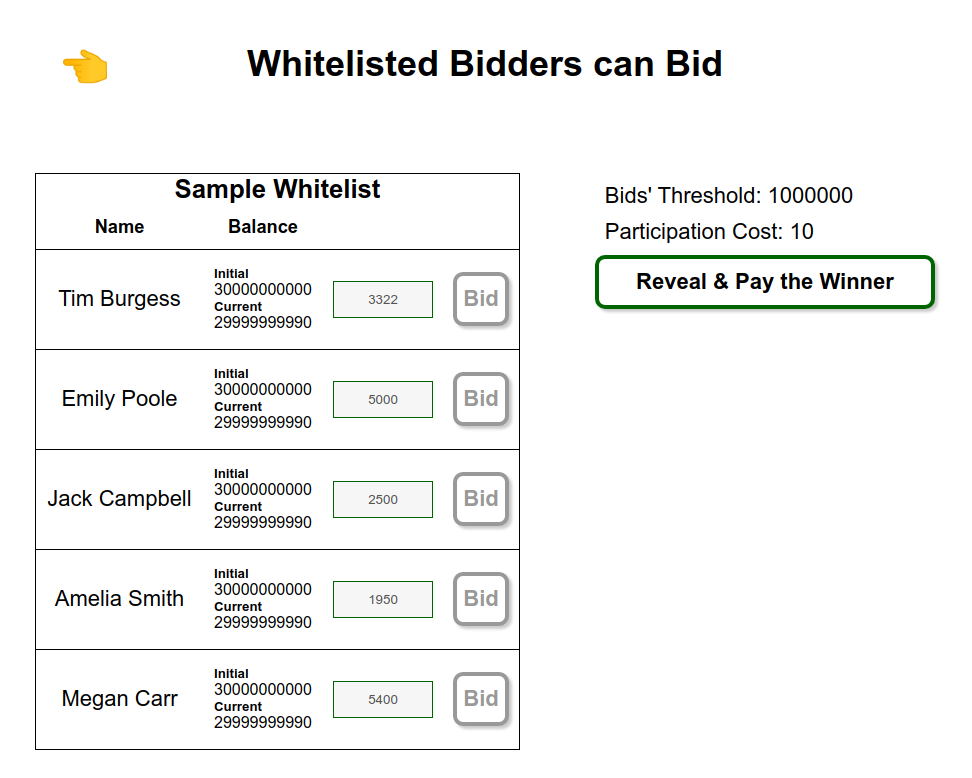 Whitelisted Bidders can Bid
Sample Whitelist
Name Balance
Tim Burgess
Initial
30000000000
Current
29999999990
3322
Bid
Emily Poole
Initial
30000000000
Current
29999999990
5000
Bid
Jack Campbell
Initial
30000000000
Current
29999999990
2500
Bid
Amelia Smith
Initial
30000000000
Current
29999999990
1950
Bid
Megan Carr
Initial
30000000000
Current
29999999990
5400
Bid
Bids' Threshold: 1000000
Participation Cost: 10
Reveal & Pay the Winner